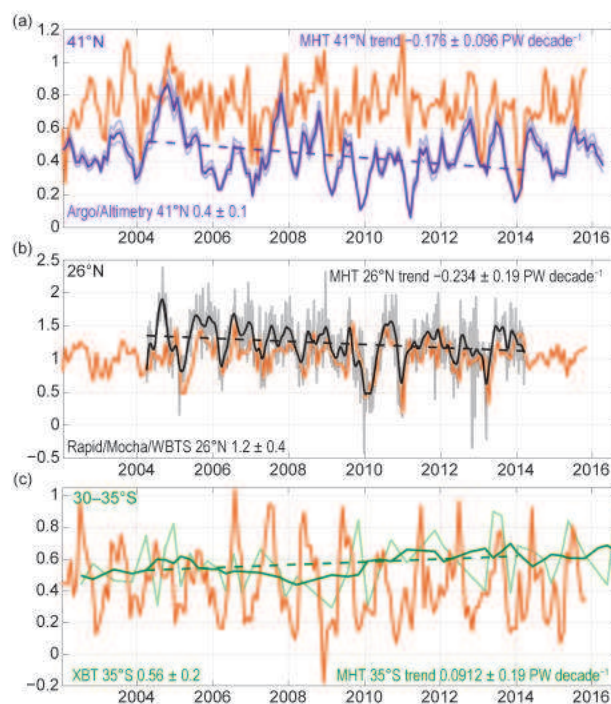 (a)
1.2
41°N
MHT 41°N trend −0.176 ± 0.096 PW decade⁻¹
1
0.8
0.6
0.4
0.2
Argo/Altimetry 41°N 0.4 ± 0.1
0
2004 2006 2008 2010 2012 2014 2016
(b)
2.5
26°N
MHT 26°N trend −0.234 ± 0.19 PW decade⁻¹
2
1.5
1
0.5
0
Rapid/Mocha/WBTS 26°N 1.2 ± 0.4
−0.5
2004 2006 2008 2010 2012 2014 2016
(c)
30–35°S
1
0.8
0.6
0.4
0.2
0
XBT 35°S 0.56 ± 0.2
MHT 35°S trend 0.0912 ± 0.19 PW decade⁻¹
−0.2
2004 2006 2008 2010 2012 2014 2016